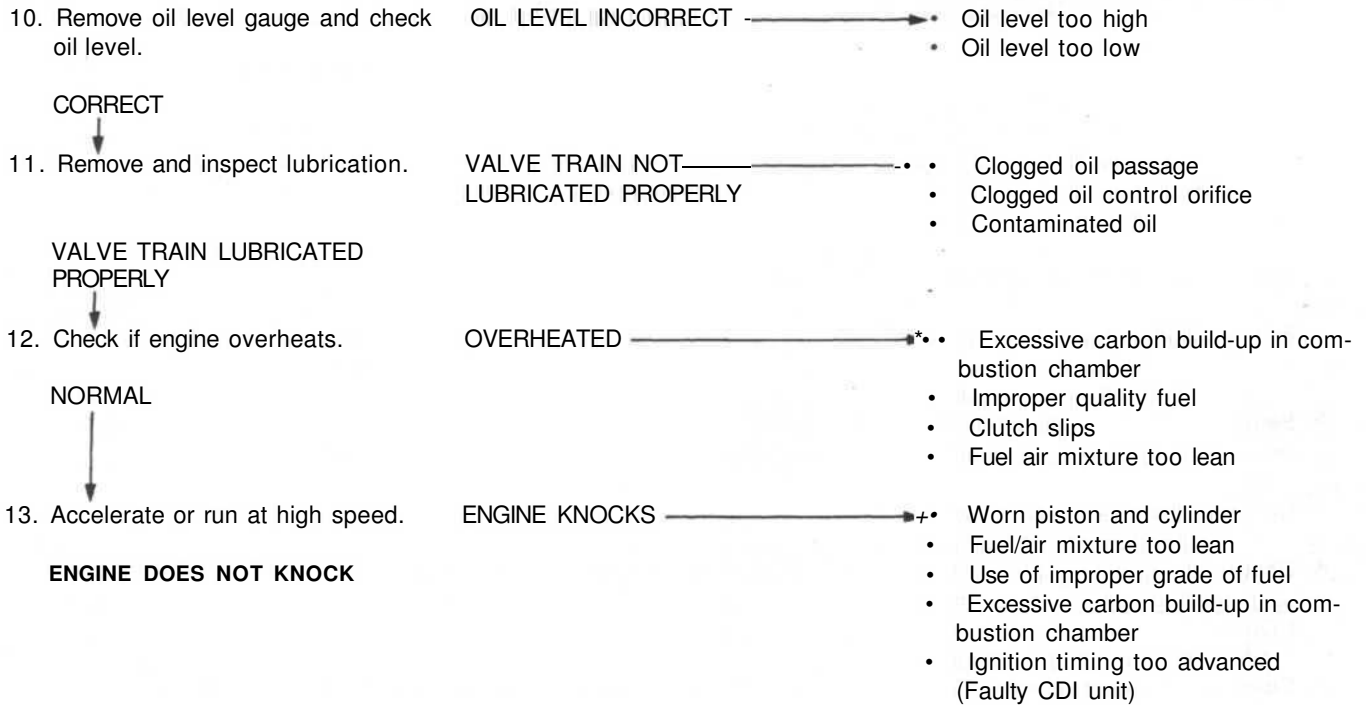 10. Remove oil level gauge and check
oil level.
OIL LEVEL INCORRECT
• Oil level too high
• Oil level too low
CORRECT
11. Remove and inspect lubrication.
VALVE TRAIN NOT
LUBRICATED PROPERLY
• Clogged oil passage
• Clogged oil control orifice
• Contaminated oil
VALVE TRAIN LUBRICATED
PROPERLY
12. Check if engine overheats.
OVERHEATED
• Excessive carbon build-up in com-
bustion chamber
• Improper quality fuel
• Clutch slips
• Fuel air mixture too lean
NORMAL
13. Accelerate or run at high speed.
ENGINE KNOCKS
• Worn piston and cylinder
• Fuel/air mixture too lean
• Use of improper grade of fuel
• Excessive carbon build-up in com-
bustion chamber
• Ignition timing too advanced
(Faulty CDI unit)
ENGINE DOES NOT KNOCK